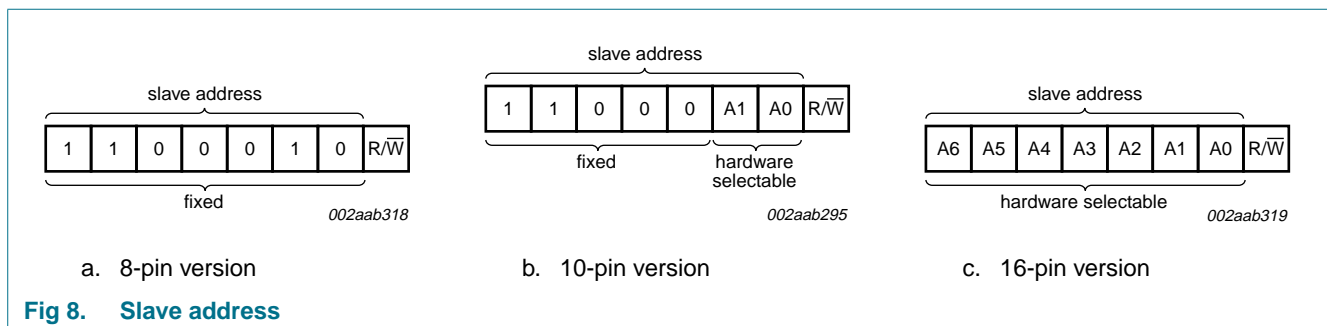 slave address
1 1 0 0 0 1 0 R/W̅
fixed
002aab318
a. 8-pin version
slave address
1 1 0 0 0 A1 A0 R/W̅
fixed
hardware
selectable
002aab295
b. 10-pin version
slave address
A6 A5 A4 A3 A2 A1 A0 R/W̅
hardware selectable
002aab319
c. 16-pin version
Fig 8. Slave address